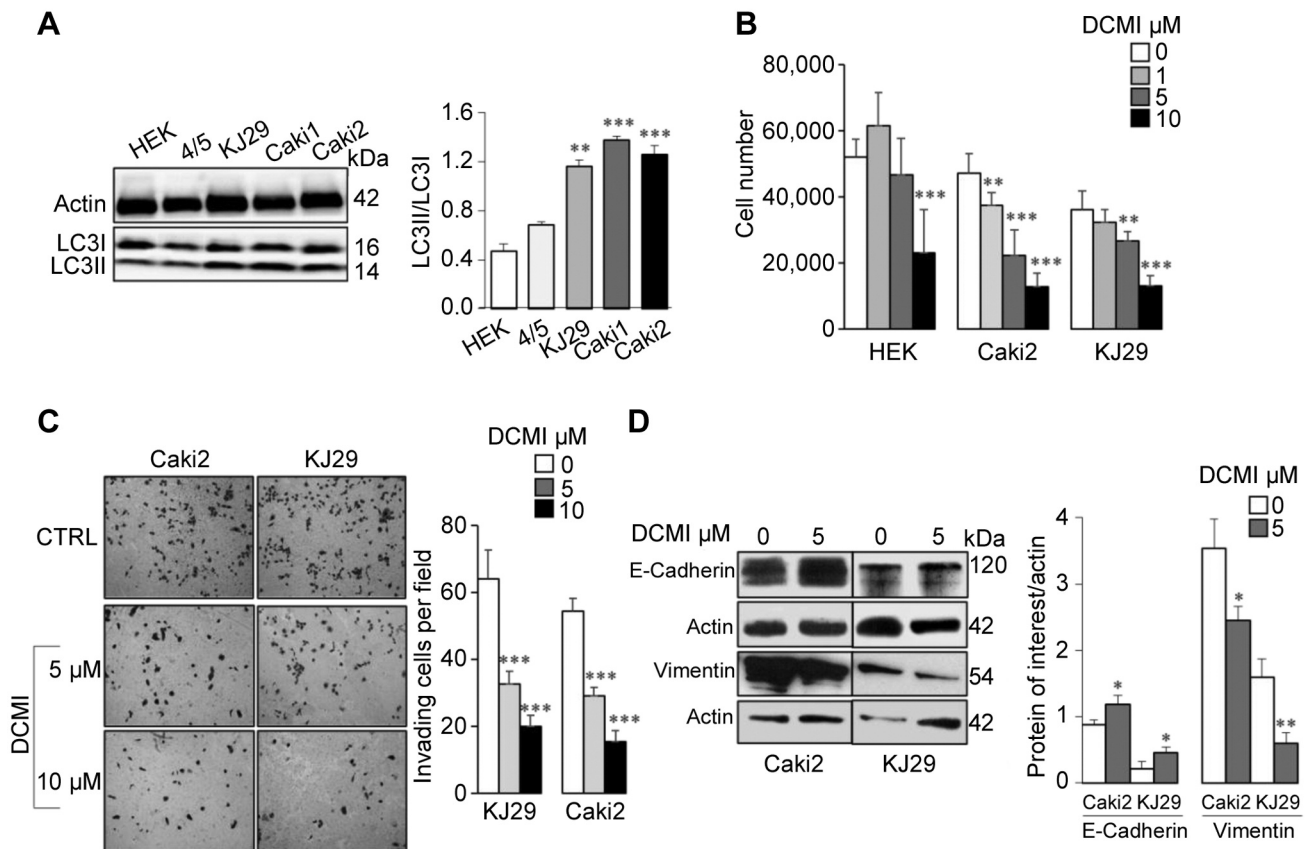 A
HEK
4/5
KJ29
Caki1
Caki2
kDa
Actin
42
LC3I
16
LC3II
14
LC3II/LC3I
1.6
1.2
0.8
0.4
0.0
**
***
***
HEK
4/5
KJ29
Caki1
Caki2
B
DCMI µM
0
1
5
10
Cell number
80,000
60,000
40,000
20,000
0
***
**
***
***
**
***
HEK
Caki2
KJ29
C
Caki2
KJ29
CTRL
DCMI
5 µM
10 µM
DCMI µM
0
5
10
Invading cells per field
80
60
40
20
0
***
***
***
***
KJ29
Caki2
D
DCMI µM 0 5 0 5 kDa
E-Cadherin 120
Actin 42
Vimentin 54
Actin 42
Caki2 KJ29
DCMI µM
0
5
Protein of interest/actin
4
3
2
1
0
*
*
*
**
Caki2 KJ29 Caki2 KJ29
E-Cadherin Vimentin